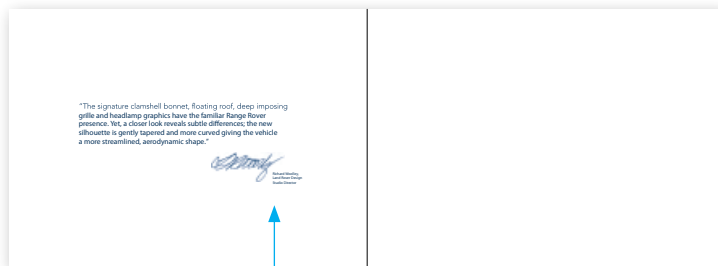 “The signature clamshell bonnet, floating roof, deep imposing
grille and headlamp graphics have the familiar Range Rover
presence. Yet, a closer look reveals subtle differences; the new
silhouette is gently tapered and more curved giving the vehicle
a more streamlined, aerodynamic shape.”
Richard Woolley
Land Rover Design
Studio Director